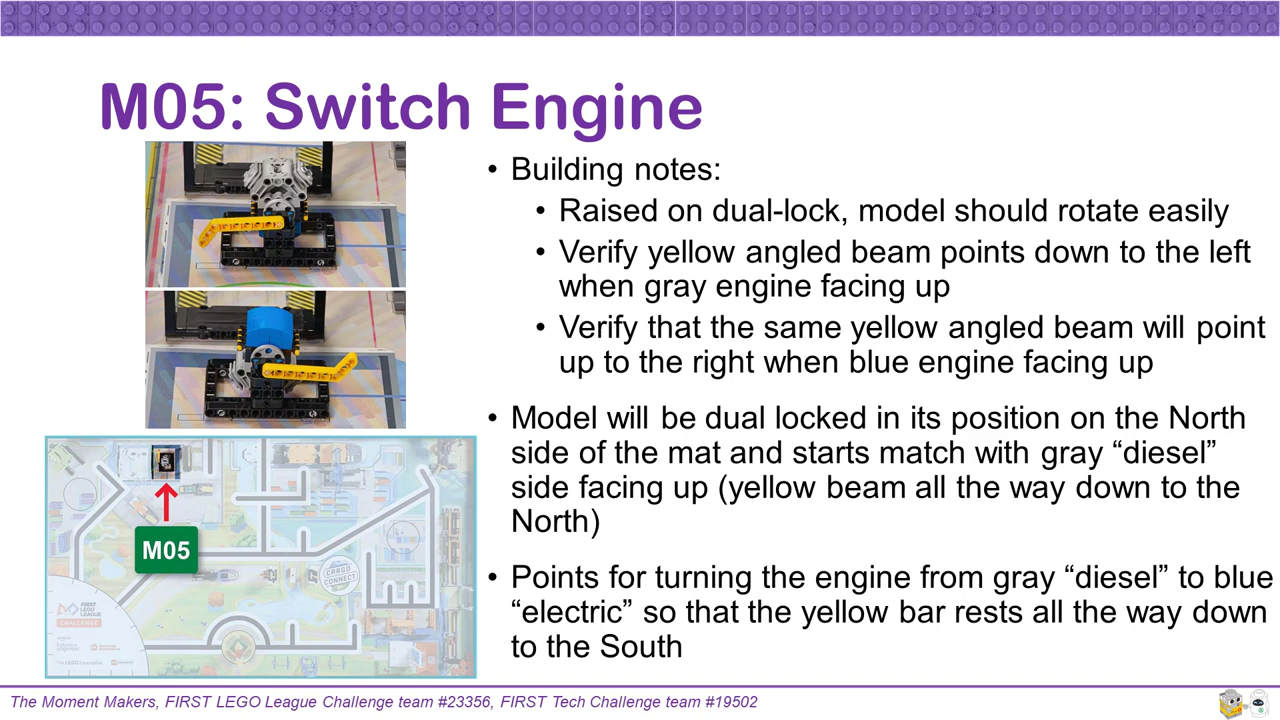 M05: Switch Engine
• Building notes:
• Raised on dual-lock, model should rotate easily
• Verify yellow angled beam points down to the left
when gray engine facing up
• Verify that the same yellow angled beam will point
up to the right when blue engine facing up
• Model will be dual locked in its position on the North
side of the mat and starts match with gray “diesel”
side facing up (yellow beam all the way down to the
North)
• Points for turning the engine from gray “diesel” to blue
“electric” so that the yellow bar rests all the way down
to the South
M05
CARGO
CONNECT
FIRST
LEGO
LEAGUE
CHALLENGE
The Moment Makers, FIRST LEGO League Challenge team #23356, FIRST Tech Challenge team #19502